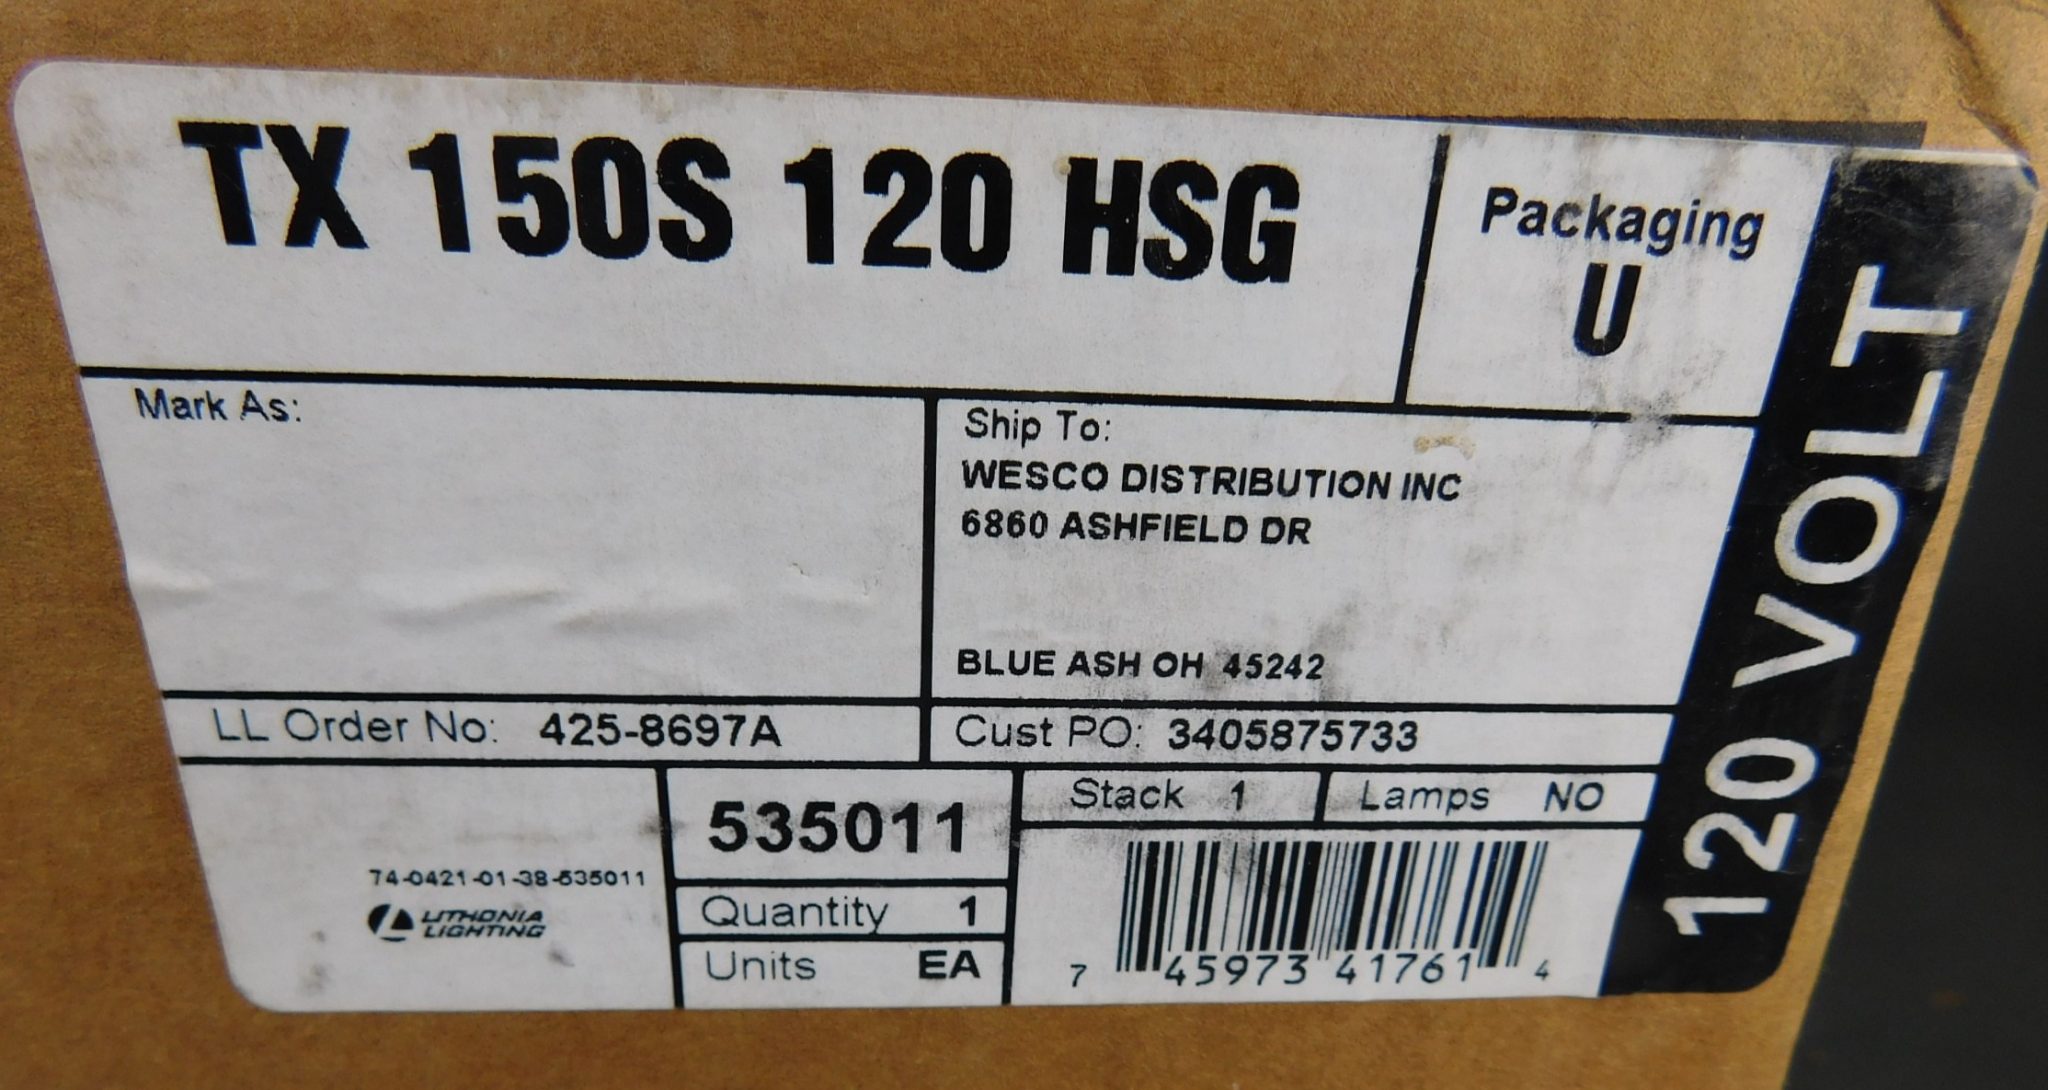 TX 150S 120 HSG
Packaging
U
120 VOLT
Mark As:
Ship To:
WESCO DISTRIBUTION INC
6860 ASHFIELD DR
BLUE ASH OH 45242
LL Order No: 425-8697A
Cust PO: 3405875733
535011
Stack 1
Lamps NO
74-0421-01-38-535011
LITHONIA
LIGHTING
Quantity 1
Units EA
7 45973 41761 4